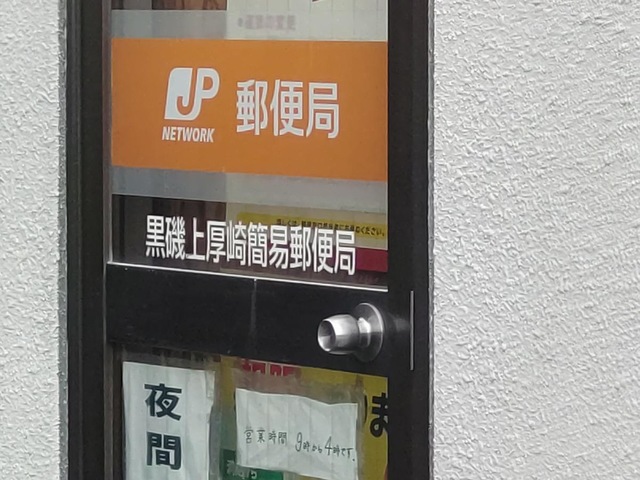 JP
NETWORK
郵便局
黒磯上厚崎簡易郵便局
夜間
営業時間 9時から4時です。